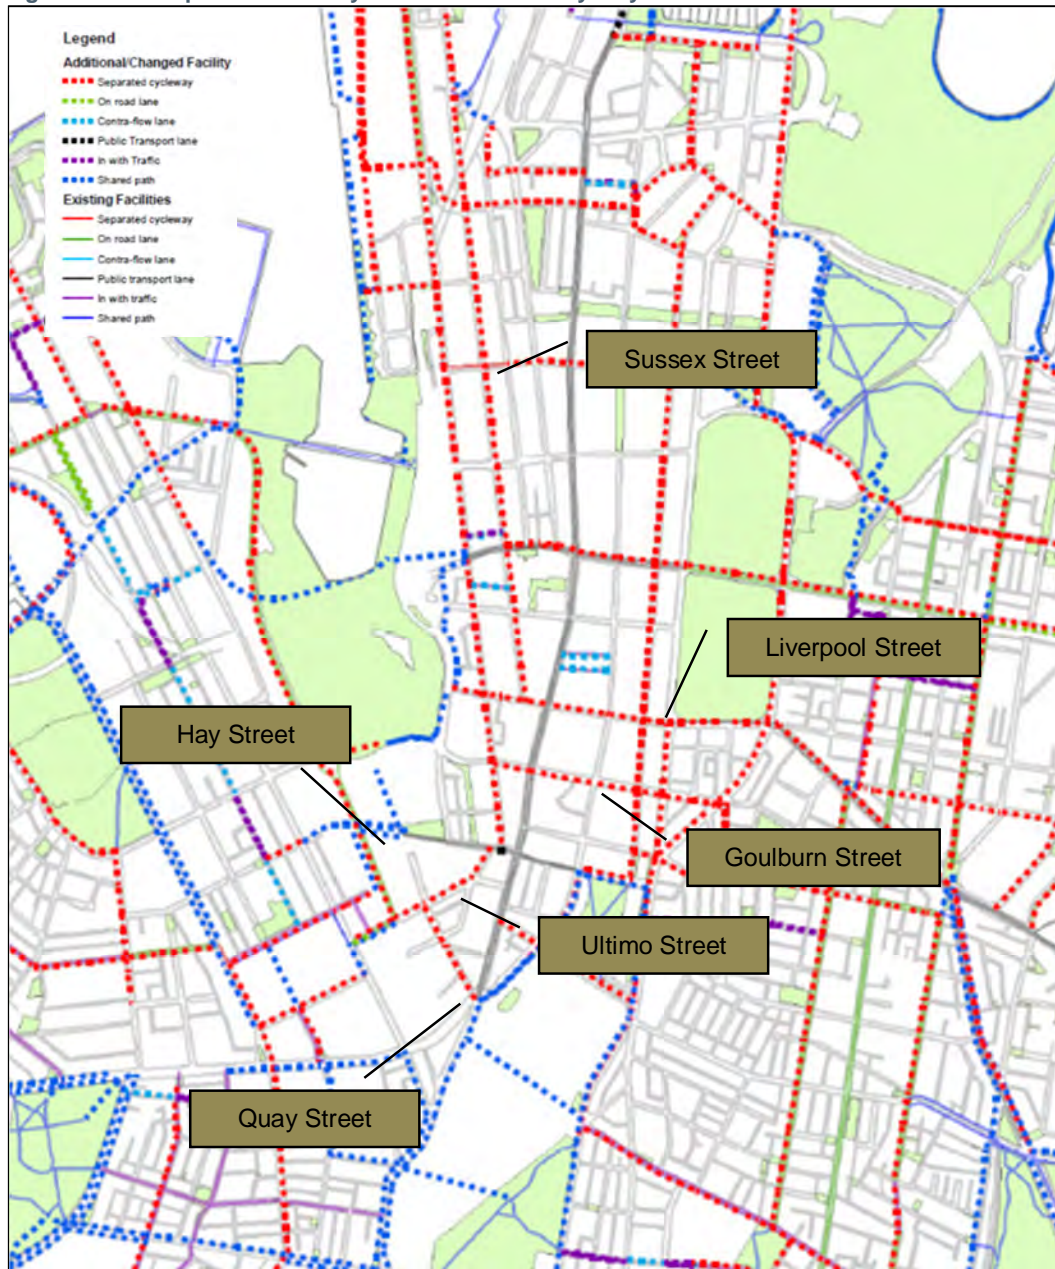 Legend
Additional/Changed Facility
Separated cycleway
On road lane
Contra-flow lane
Public Transport lane
In with Traffic
Shared path
Existing Facilities
Separated cycleway
On road lane
Contra-flow lane
Public transport lane
In with traffic
Shared path
Sussex Street
Liverpool Street
Hay Street
Goulburn Street
Ultimo Street
Quay Street